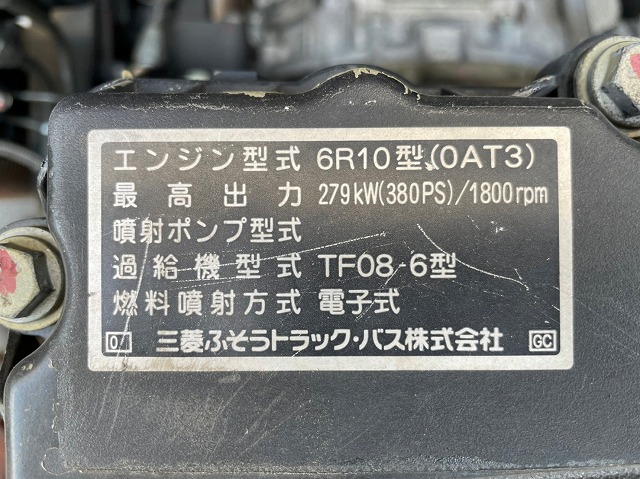 エンジン型式 6R10型(0AT3)
最高出力 279kW(380PS)/1800rpm
噴射ポンプ型式
過給機型式 TF08-6型
燃料噴射方式 電子式
三菱ふそうトラック・バス株式会社 GC